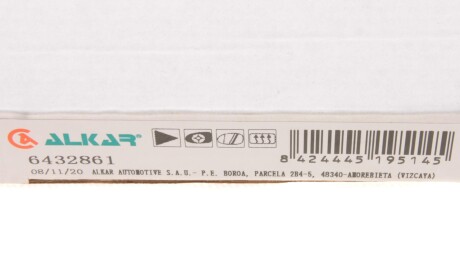 ALKAR®
6432861
8 424445 195145
08/11/20 ALKAR AUTOMOTIVE S.A.U.- P.E. BOROA, PARCELA 2B4-5, 48340-AMOREBIETA (VIZCAYA)